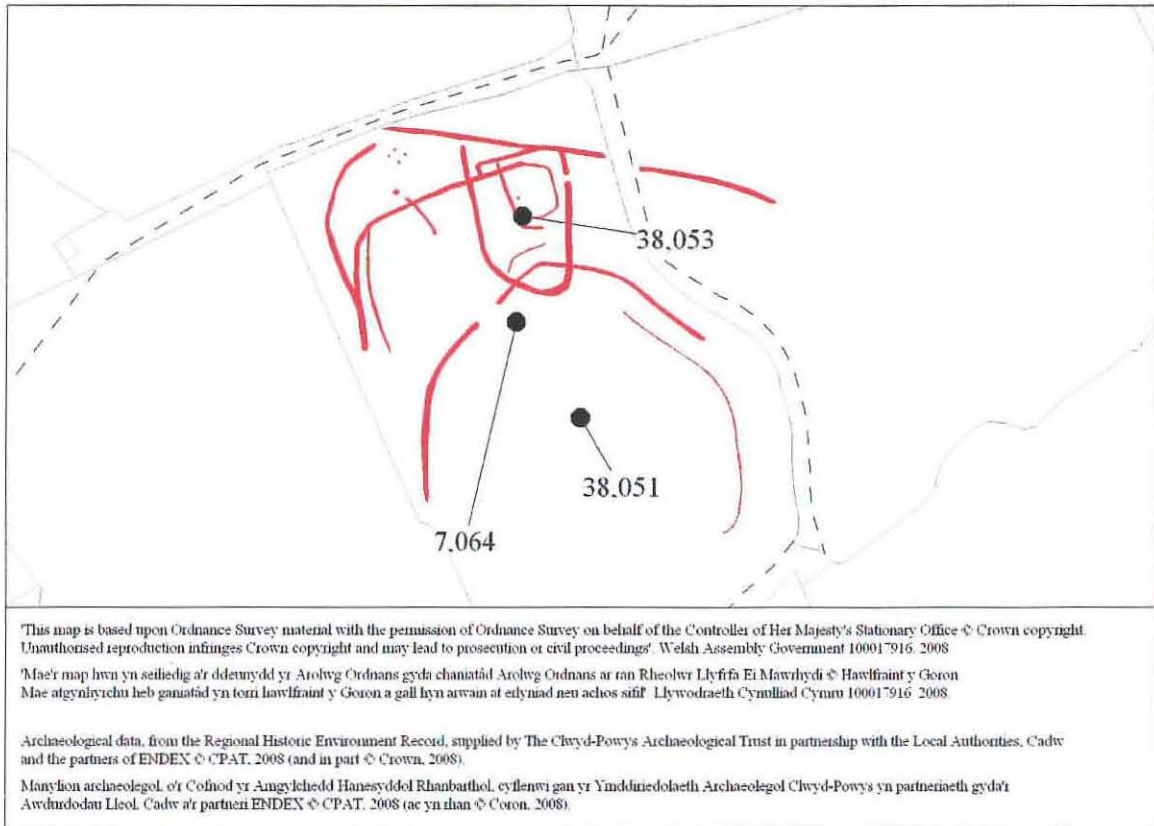 38.053
38.051
7.064
'This map is based upon Ordnance Survey material with the permission of Ordnance Survey on behalf of the Controller of Her Majesty's Stationary Office © Crown copyright.
Unauthorised reproduction infringes Crown copyright and may lead to prosecution or civil proceedings'. Welsh Assembly Government 100017916. 2008
'Mae'r map hwn yn seiliedig a'r ddeunydd yr Arolwg Ordnans gyda chaniatâd Arolwg Ordnans ar ran Rheolwr Llyfrfa Ei Mawrhydi © Hawlfraint y Goron
Mae atgynhyrchu heb ganiatâd yn torri hawlfraint y Goron a gall hyn arwain at erlyniad neu achos sifil' Llywodraeth Cynulliad Cymru 100017916 2008.
Archaeological data, from the Regional Historic Environment Record, supplied by The Clwyd-Powys Archaeological Trust in partnership with the Local Authorities, Cadw
and the partners of ENDEX © CPAT, 2008 (and in part © Crown, 2008).
Manylion archaeolegol, o'r Cofnod yr Amgylchedd Hanesyddol Rhanbarthol, cyflenwi gan yr Ymddiriedolaeth Archaeolegol Clwyd-Powys yn partneriaeth gyda'r
Awdurdodau Lleol, Cadw a'r partneri ENDEX © CPAT, 2008 (ac yn rhan © Coron, 2008).